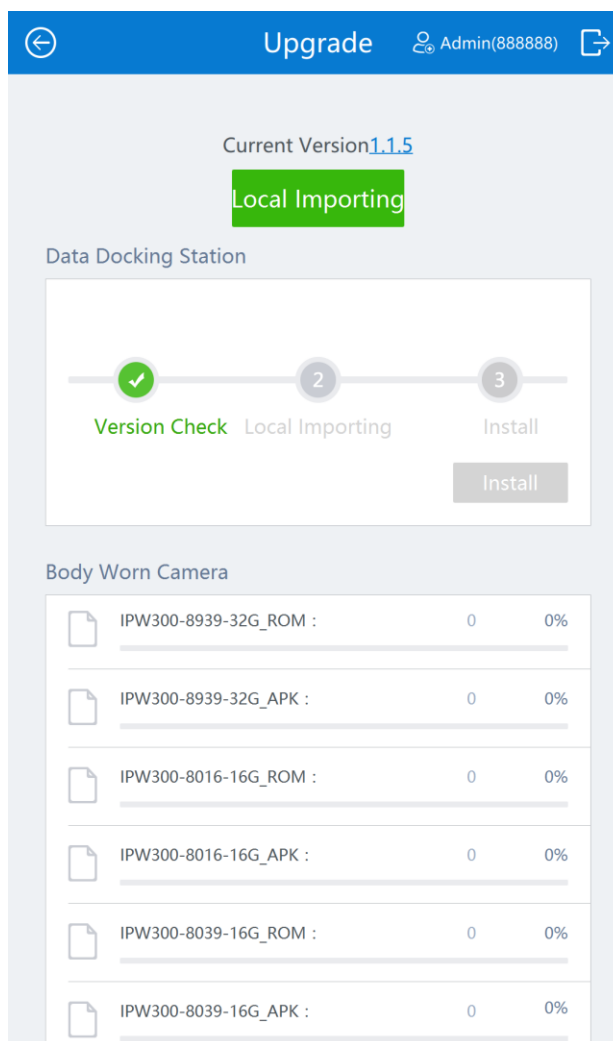 Upgrade Admin(888888)
Current Version1.1.5
Local Importing
Data Docking Station
2 3
Version Check Local Importing Install
Install
Body Worn Camera
IPW300-8939-32G_ROM : 0 0%
IPW300-8939-32G_APK : 0 0%
IPW300-8016-16G_ROM : 0 0%
IPW300-8016-16G_APK : 0 0%
IPW300-8039-16G_ROM : 0 0%
IPW300-8039-16G_APK : 0 0%